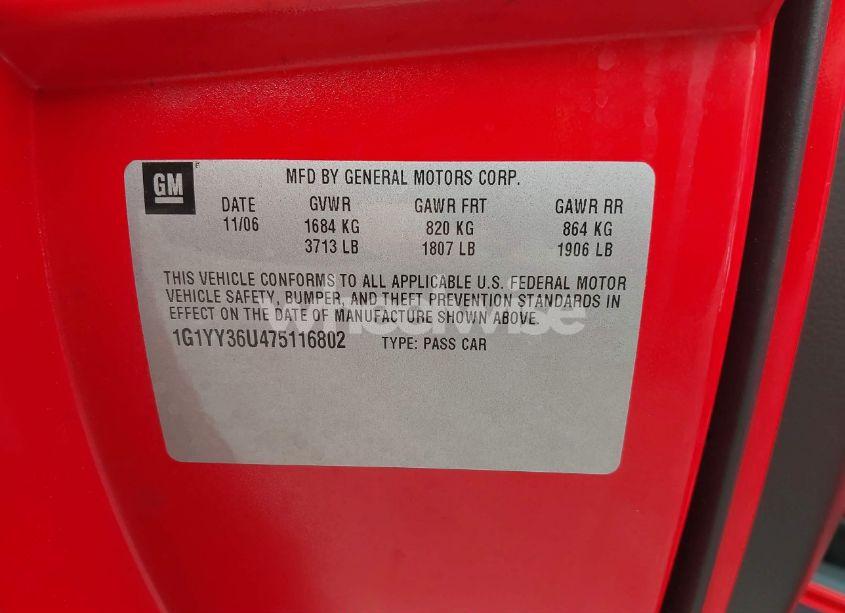 GM
MFD BY GENERAL MOTORS CORP.
DATE GVWR GAWR FRT GAWR RR
11/06 1684 KG 820 KG 864 KG
3713 LB 1807 LB 1906 LB
THIS VEHICLE CONFORMS TO ALL APPLICABLE U.S. FEDERAL MOTOR
VEHICLE SAFETY, BUMPER, AND THEFT PREVENTION STANDARDS IN
EFFECT ON THE DATE OF MANUFACTURE SHOWN ABOVE.
1G1YY36U475116802 TYPE: PASS CAR
wheelwise